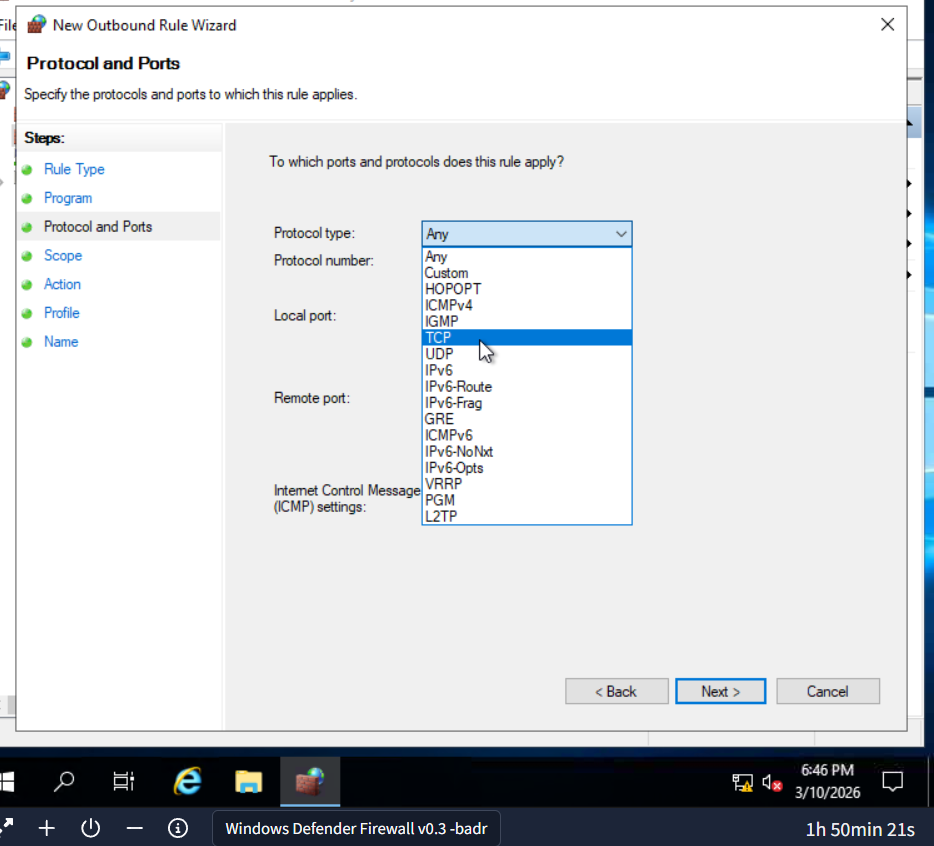 File
New Outbound Rule Wizard
Protocol and Ports
Specify the protocols and ports to which this rule applies.
Steps:
Rule Type
Program
Protocol and Ports
Scope
Action
Profile
Name
To which ports and protocols does this rule apply?
Protocol type:
Any
Protocol number:
Any
Custom
HOPOPT
ICMPv4
IGMP
TCP
UDP
IPv6
IPv6-Route
IPv6-Frag
GRE
ICMPv6
IPv6-NoNxt
IPv6-Opts
VRRP
PGM
L2TP
Local port:
Remote port:
Internet Control Message
(ICMP) settings:
< Back
Next >
Cancel
6:46 PM
3/10/2026
Windows Defender Firewall v0.3 -badr
1h 50min 21s